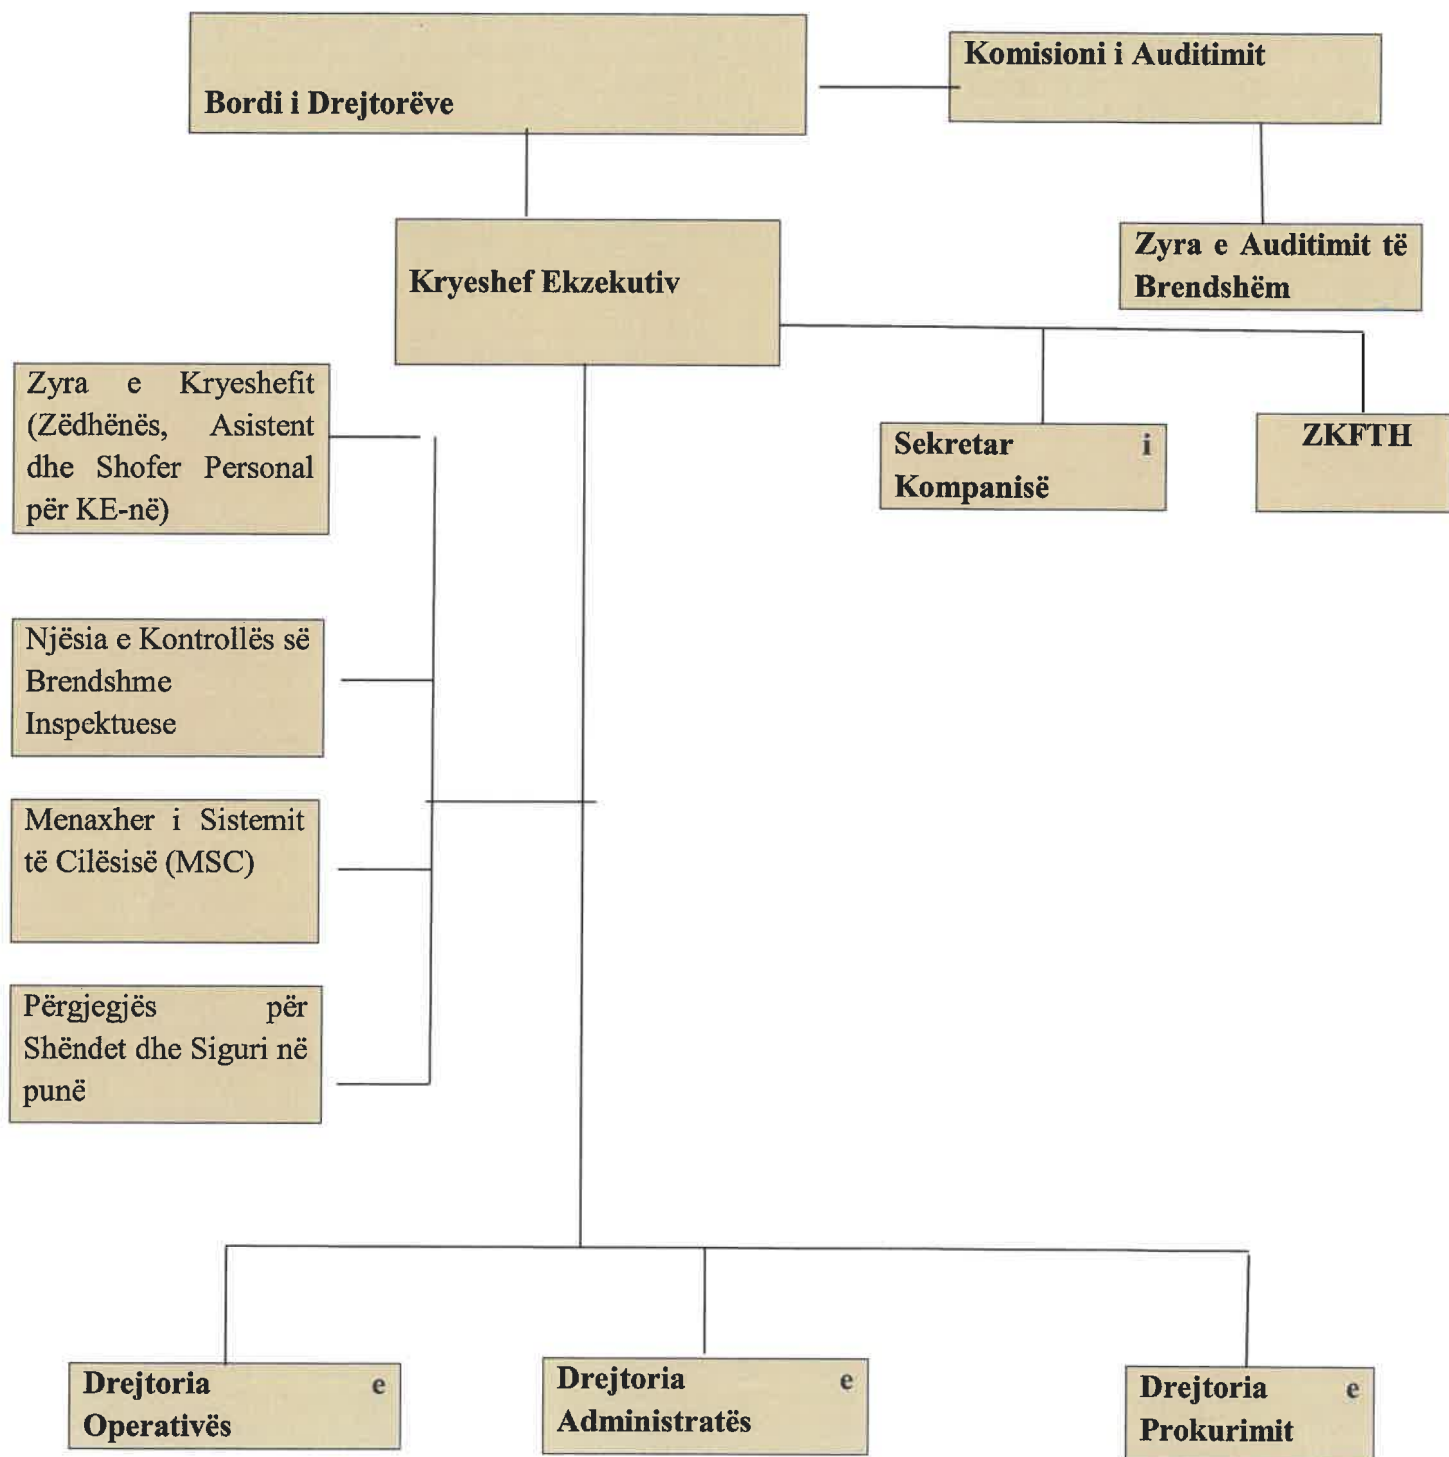 Bordi i Drejtorëve
Komisioni i Auditimit
Kryeshef Ekzekutiv
Zyra e Auditimit të
Brendshëm
Zyra e Kryeshefit
(Zëdhënës, Asistent
dhe Shofer Personal
për KE-në)
Sekretar i
Kompanisë
ZKFTH
Njësia e Kontrollës së
Brendshme
Inspektuese
Menaxher i Sistemit
të Cilësisë (MSC)
Përgjegjës për
Shëndet dhe Siguri në
punë
Drejtoria e
Operativës
Drejtoria e
Administratës
Drejtoria e
Prokurimit